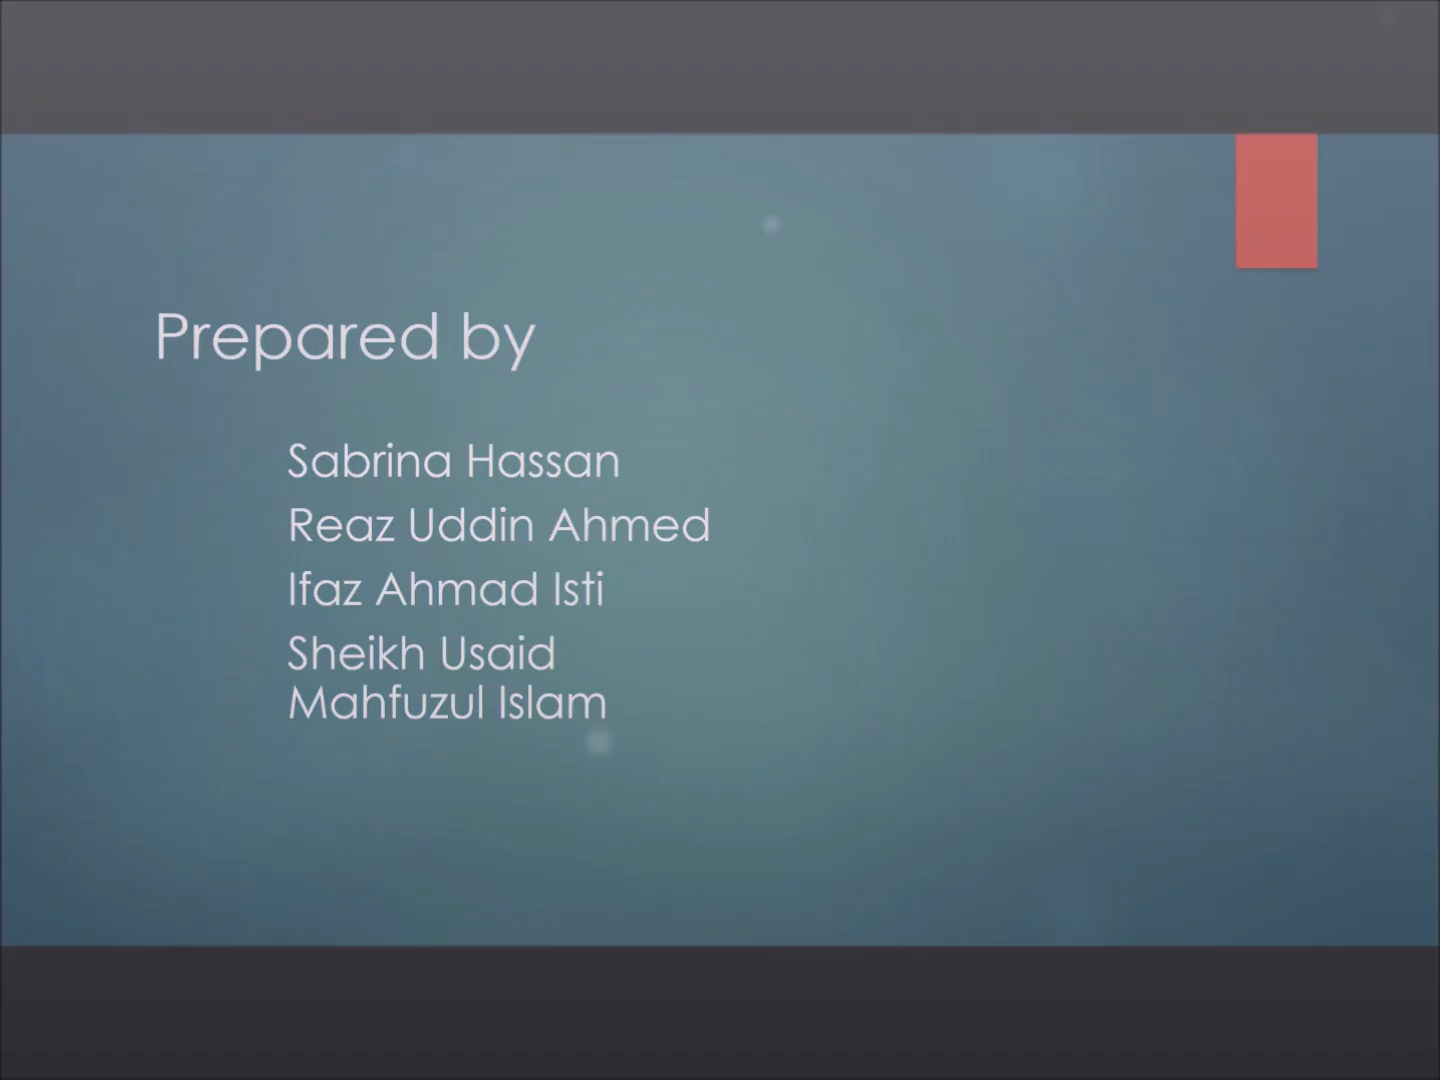 Prepared by
Sabrina Hassan
Reaz Uddin Ahmed
Ifaz Ahmad Isti
Sheikh Usaid
Mahfuzul Islam